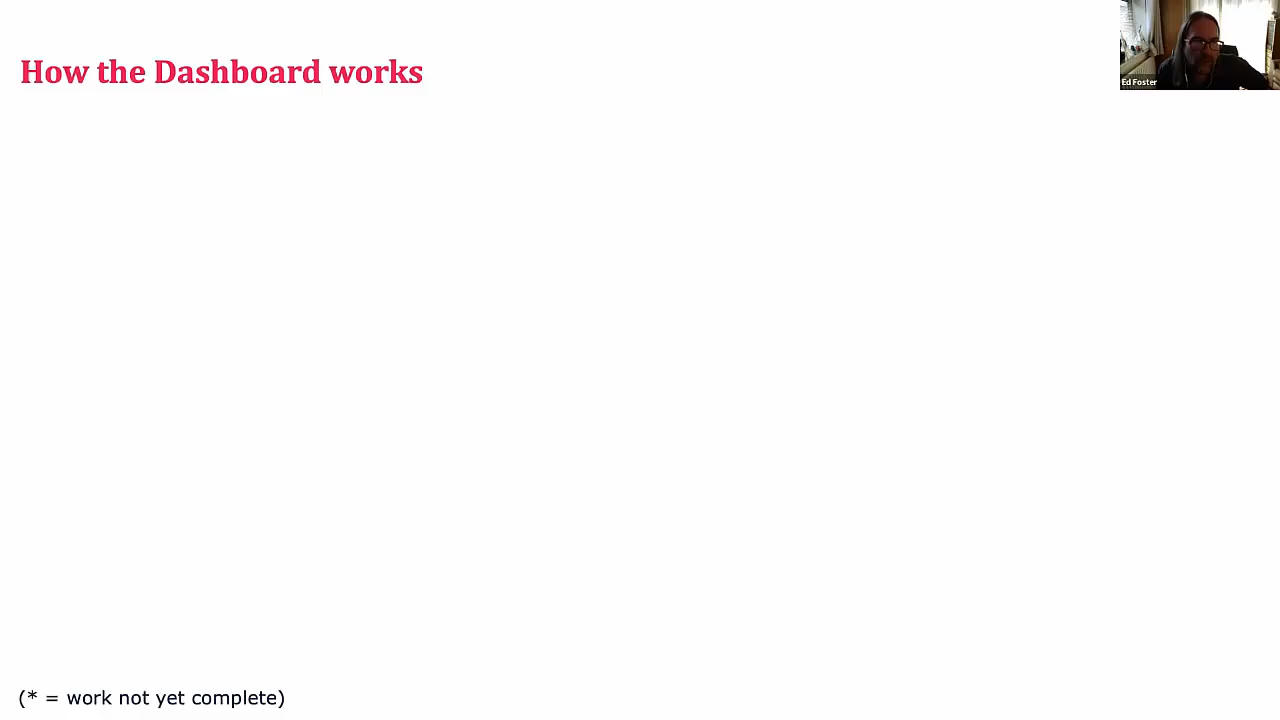 How the Dashboard works
Ed Foster
(* = work not yet complete)